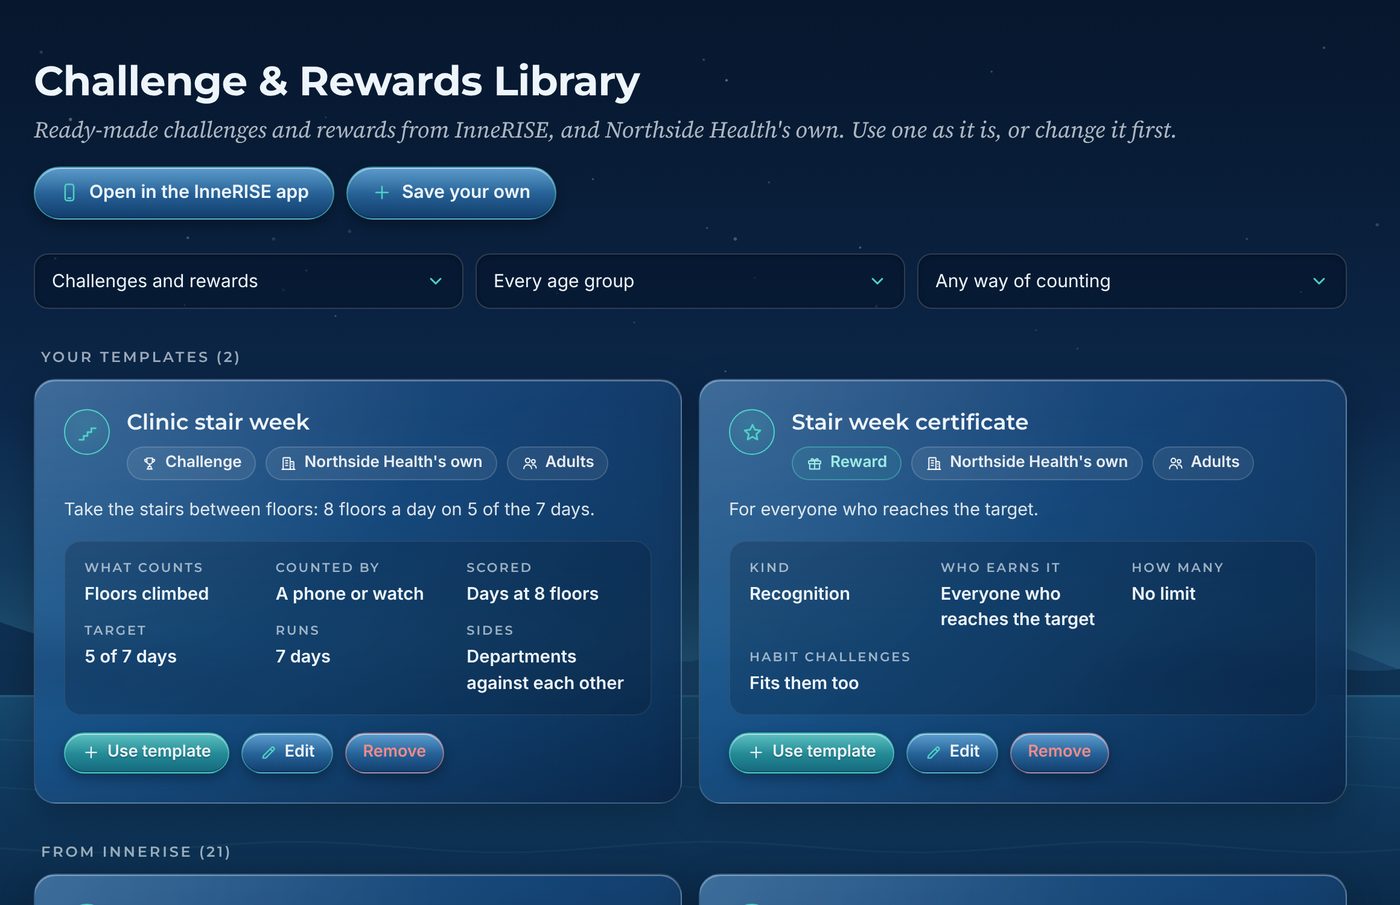 Challenge & Rewards Library
Ready-made challenges and rewards from InneRISE, and Northside Health's own. Use one as it is, or change it first.
Open in the InneRISE app
Save your own
Challenges and rewards
Every age group
Any way of counting
YOUR TEMPLATES (2)
Clinic stair week
Challenge
Northside Health's own
Adults
Take the stairs between floors: 8 floors a day on 5 of the 7 days.
WHAT COUNTS
Floors climbed
COUNTED BY
A phone or watch
SCORED
Days at 8 floors
TARGET
5 of 7 days
RUNS
7 days
SIDES
Departments
against each other
Use template
Edit
Remove
Stair week certificate
Reward
Northside Health's own
Adults
For everyone who reaches the target.
KIND
Recognition
WHO EARNS IT
Everyone who
reaches the target
HOW MANY
No limit
HABIT CHALLENGES
Fits them too
Use template
Edit
Remove
FROM INNERISE (21)